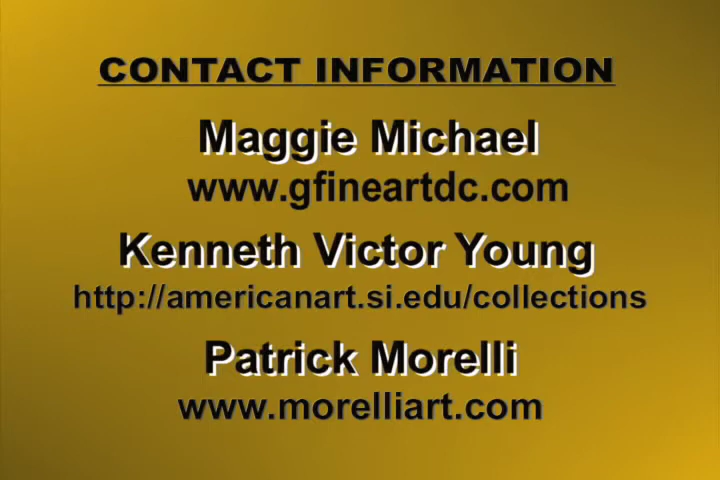 CONTACT INFORMATION
Maggie Michael
www.gfineartdc.com
Kenneth Victor Young
http://americanart.si.edu/collections
Patrick Morelli
www.morelliart.com